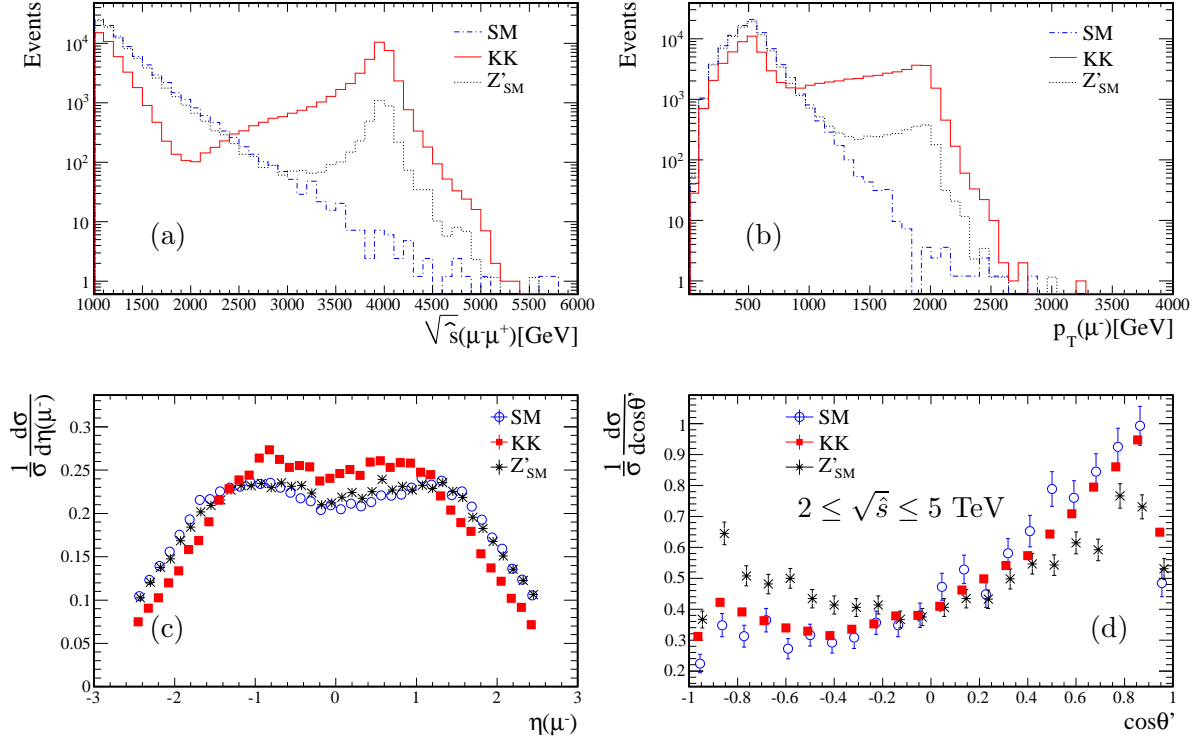 Events
10⁴
10³
10²
10
1
SM
KK
Z'SM
(a)
1000 1500 2000 2500 3000 3500 4000 4500 5000 5500 6000
√ŝ(μ⁻μ⁺)[GeV]
Events
10⁴
10³
10²
10
1
SM
KK
Z'SM
(b)
500 1000 1500 2000 2500 3000 3500 4000
p_T(μ⁻)[GeV]
1/σ dσ/dη(μ⁻)
0.3
0.25
0.2
0.15
0.1
0.05
0
SM
KK
Z'SM
(c)
-3 -2 -1 0 1 2 3
η(μ⁻)
1/σ dσ/dcosθ'
1
0.9
0.8
0.7
0.6
0.5
0.4
0.3
0.2
SM
KK
Z'SM
2 ≤ √ŝ ≤ 5 TeV
(d)
-1 -0.8 -0.6 -0.4 -0.2 0 0.2 0.4 0.6 0.8 1
cosθ'